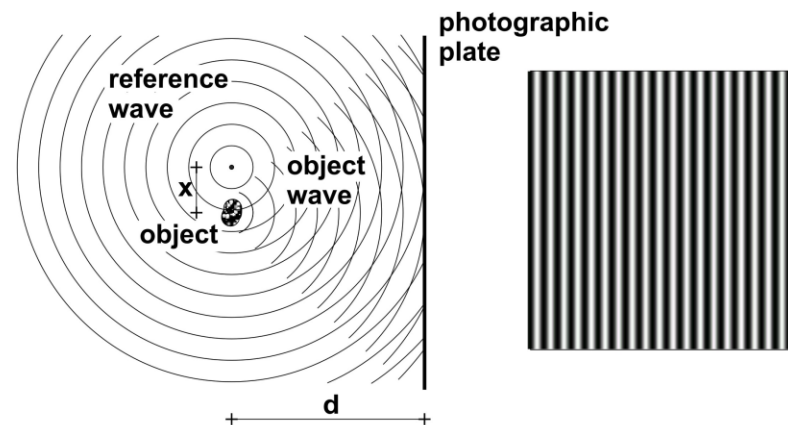 photographic
plate
reference
wave
object
wave
x
object
d